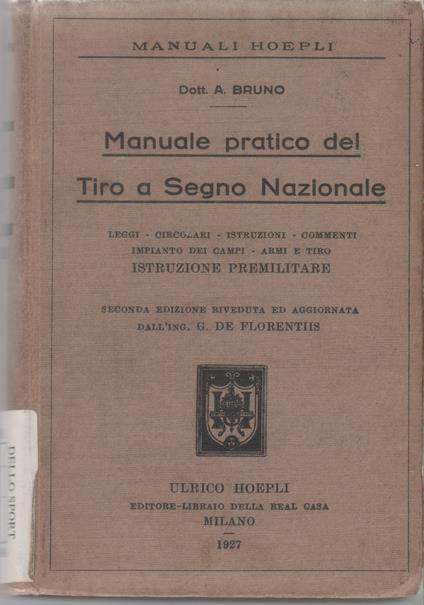 MANUALI HOEPLI
Dott. A. BRUNO
Manuale pratico del
Tiro a Segno Nazionale
LEGGI - CIRCOLARI - ISTRUZIONI - COMMENTI
IMPIANTO DEI CAMPI - ARMI E TIRO
ISTRUZIONE PREMILITARE
SECONDA EDIZIONE RIVEDUTA ED AGGIORNATA
DALL'ING. G. DE FLORENTIIS
ULRICO HOEPLI
EDITORE-LIBRAIO DELLA REAL CASA
MILANO
1927
DELLO SPORT